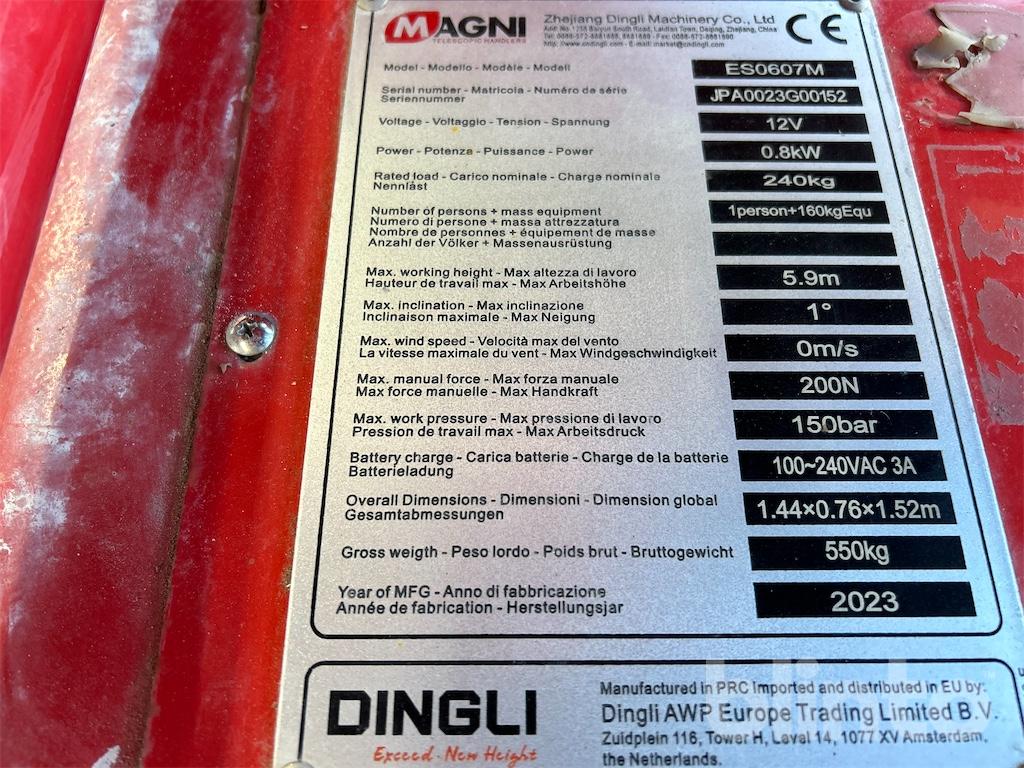 MAGNI
TELESCOPIC HANDLERS
Zhejiang Dingli Machinery Co., Ltd
CE
Model - Modello - Modèle - Modell ES0607M
Serial number - Matricola - Numéro de série
Seriennummer JPA0023G00152
Voltage - Voltaggio - Tension - Spannung 12V
Power - Potenza - Puissance - Power 0.8kW
Rated load - Carico nominale - Charge nominale
Nennlast 240kg
Number of persons + mass equipment 1person+160kgEqu
Numero di persone + massa attrezzatura
Nombre de personnes + équipement de masse
Anzahl der Völker + Massenausrüstung
Max. working height - Max altezza di lavoro
Hauteur de travail max - Max Arbeitshöhe 5.9m
Max. inclination - Max inclinazione
Inclinaison maximale - Max Neigung 1°
Max. wind speed - Velocità max del vento
La vitesse maximale du vent - Max Windgeschwindigkeit 0m/s
Max. manual force - Max forza manuale
Max force manuelle - Max Handkraft 200N
Max. work pressure - Max pressione di lavoro
Pression de travail max - Max Arbeitsdruck 150bar
Battery charge - Carica batterie - Charge de la batterie
Batterieladung 100~240VAC 3A
Overall Dimensions - Dimensioni - Dimension global
Gesamtabmessungen 1.44×0.76×1.52m
Gross weigth - Peso lordo - Poids brut - Bruttogewicht 550kg
Year of MFG - Anno di fabbricazione
Année de fabrication - Herstellungsjar 2023
DINGLI
Exceed New Height
Manufactured in PRC Imported and distributed in EU by:
Dingli AWP Europe Trading Limited B.V.
Zuidplein 116, Tower H, Laval 14, 1077 XV Amsterdam,
the Netherlands.